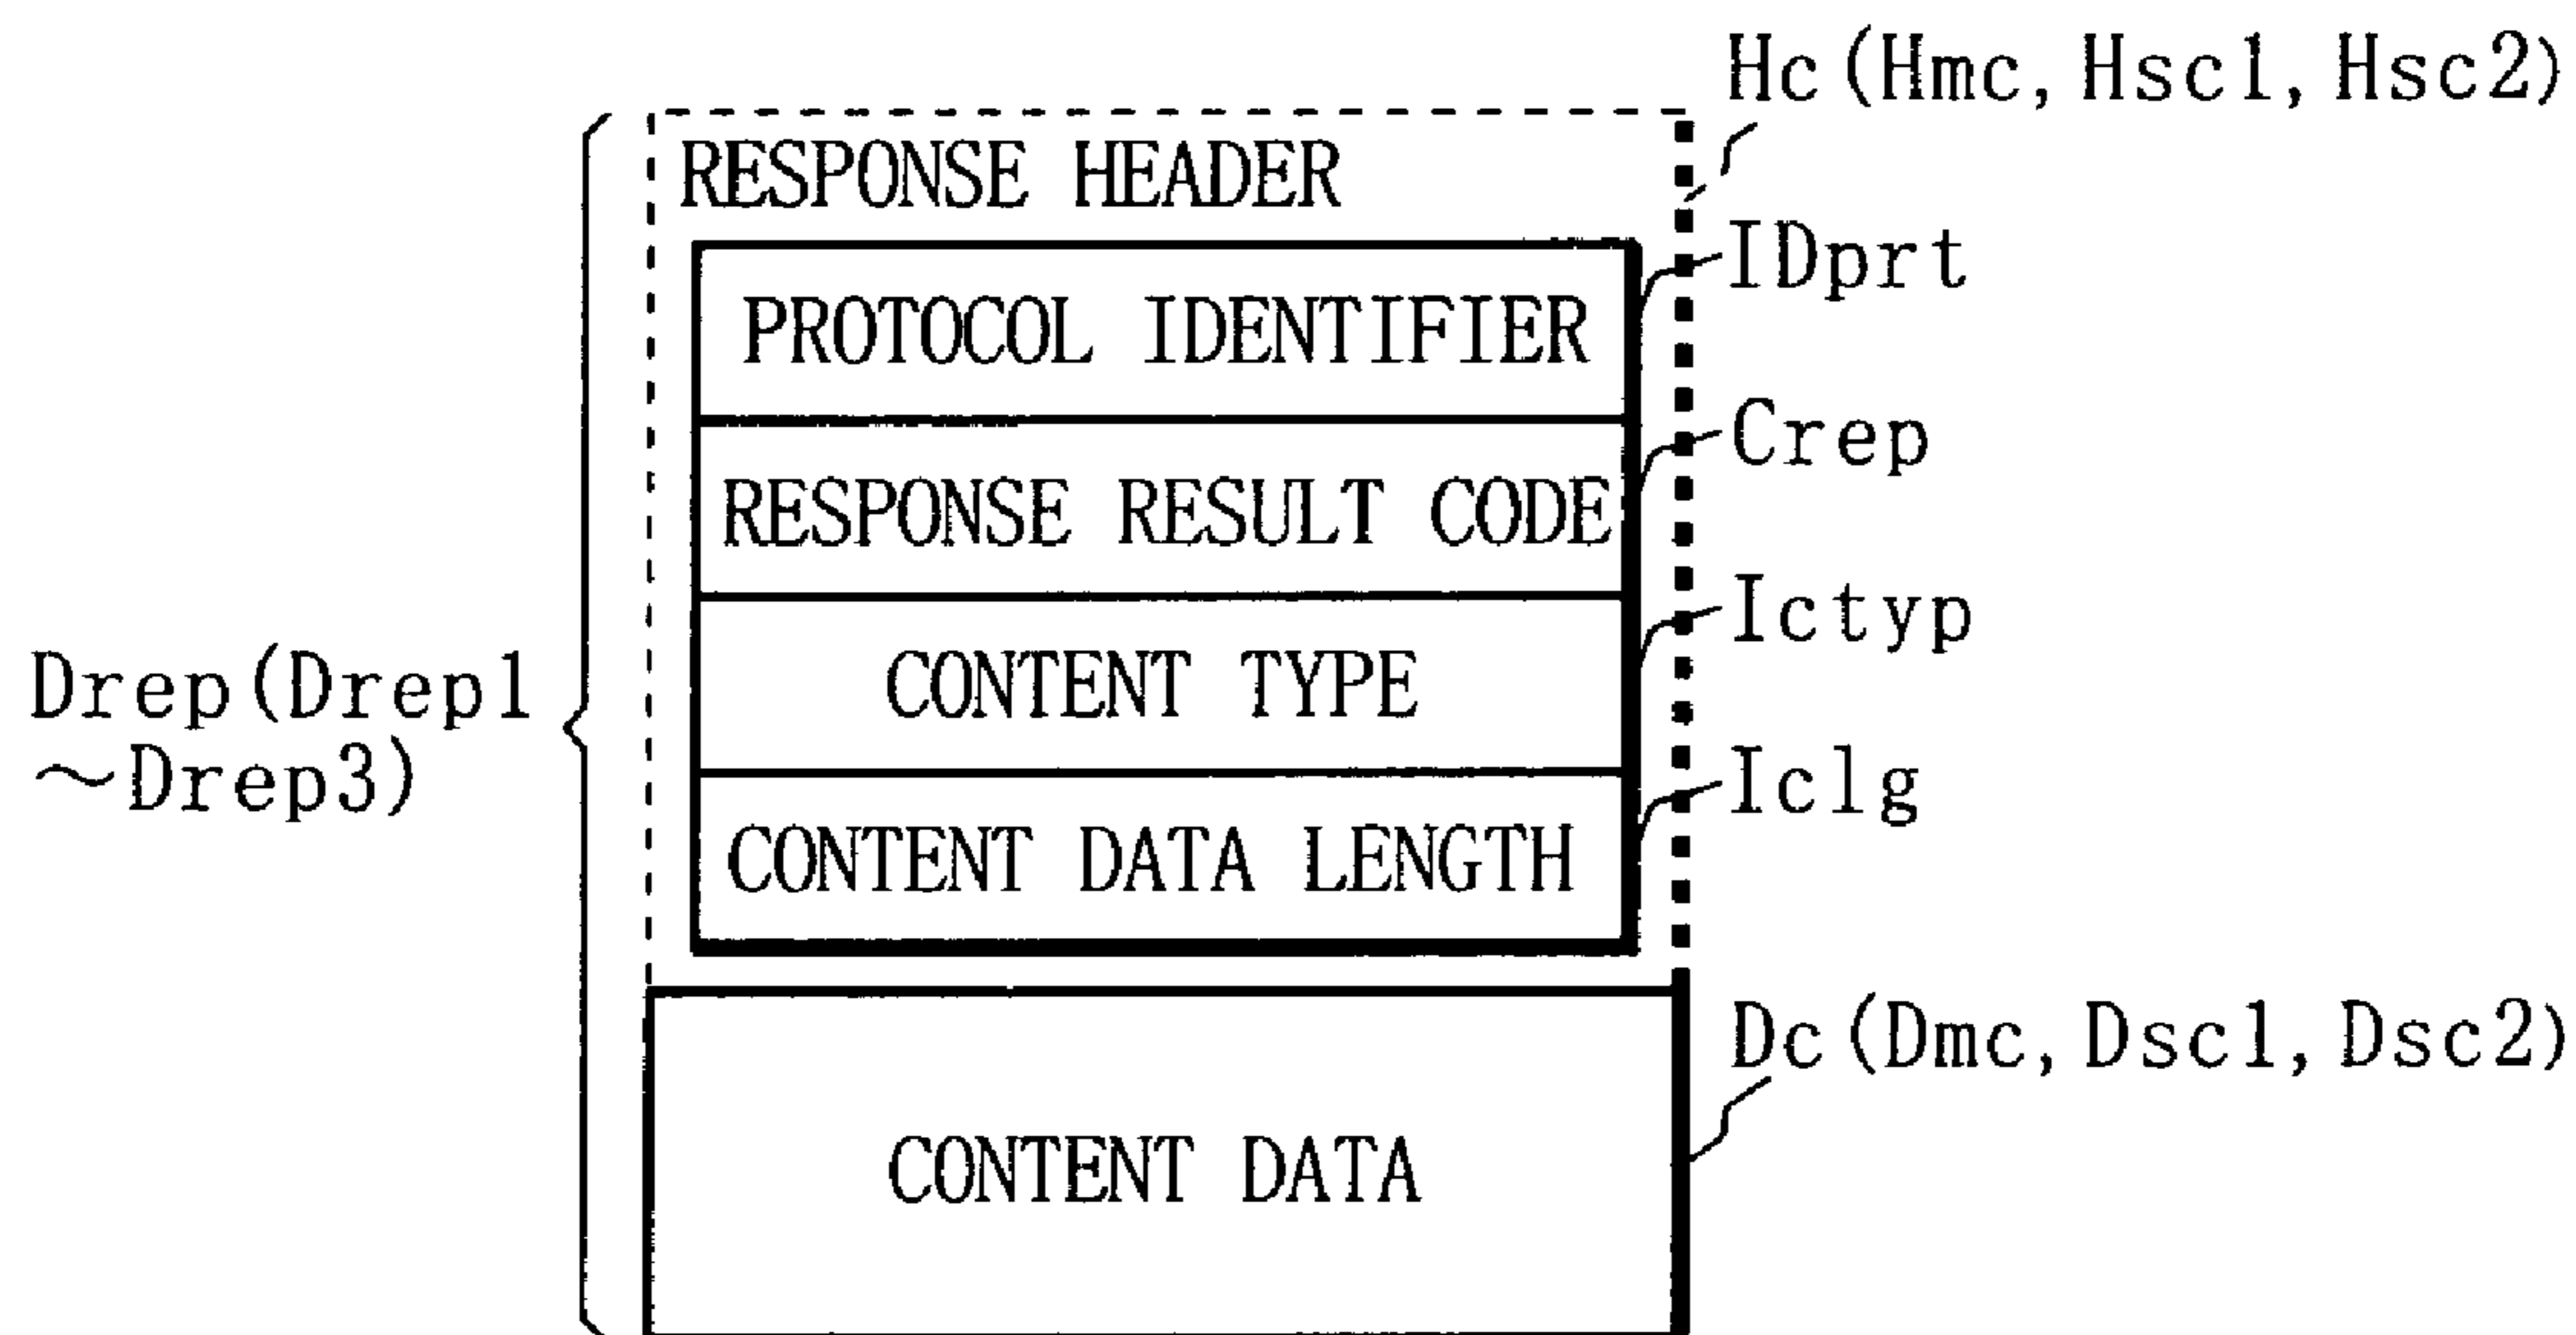 Hc(Hmc, Hsc1, Hsc2)
RESPONSE HEADER
IDprt
PROTOCOL IDENTIFIER
Crep
RESPONSE RESULT CODE
Ictyp
CONTENT TYPE
Drep(Drep1
~Drep3)
Iclg
CONTENT DATA LENGTH
Dc(Dmc, Dsc1, Dsc2)
CONTENT DATA